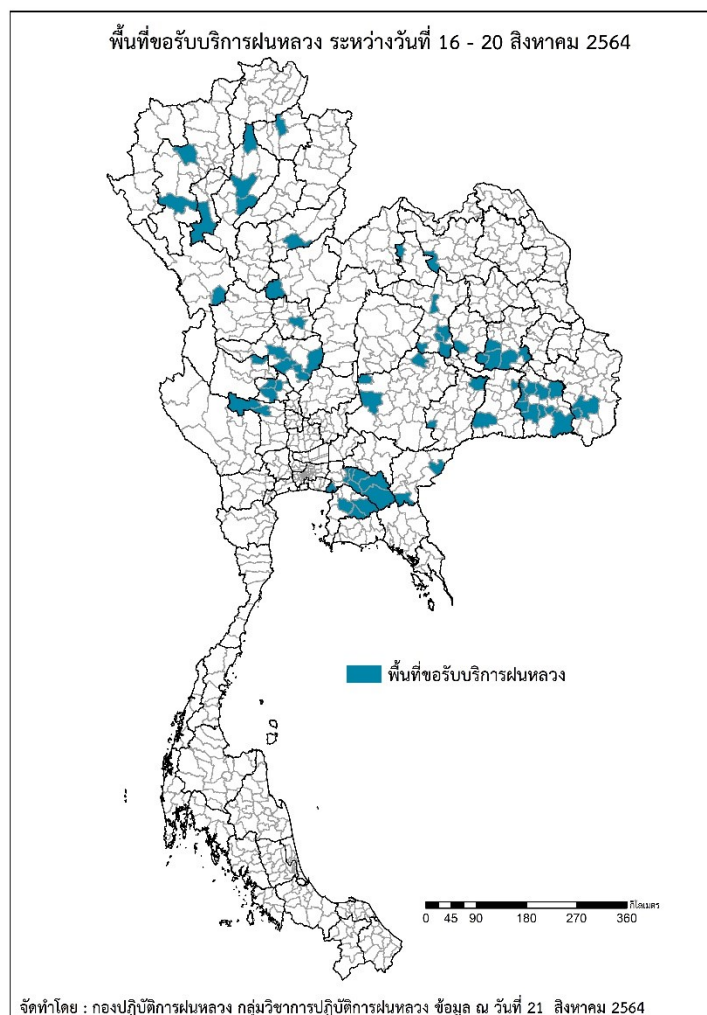 พื้นที่ขอรับบริการฝนหลวง ระหว่างวันที่ 16 - 20 สิงหาคม 2564
พื้นที่ขอรับบริการฝนหลวง
กิโลเมตร
0 45 90 180 270 360
จัดทำโดย : กองปฏิบัติการฝนหลวง กลุ่มวิชาการปฏิบัติการฝนหลวง ข้อมูล ณ วันที่ 21 สิงหาคม 2564